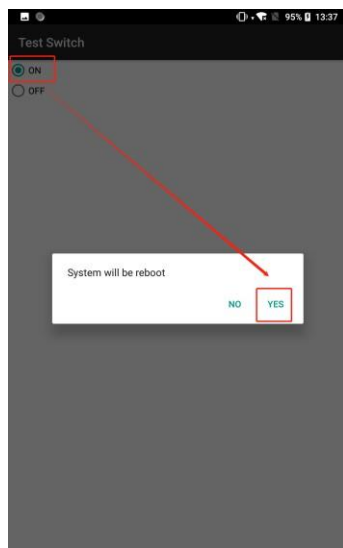 95% 13:37
Test Switch
ON
OFF
System will be reboot
NO YES